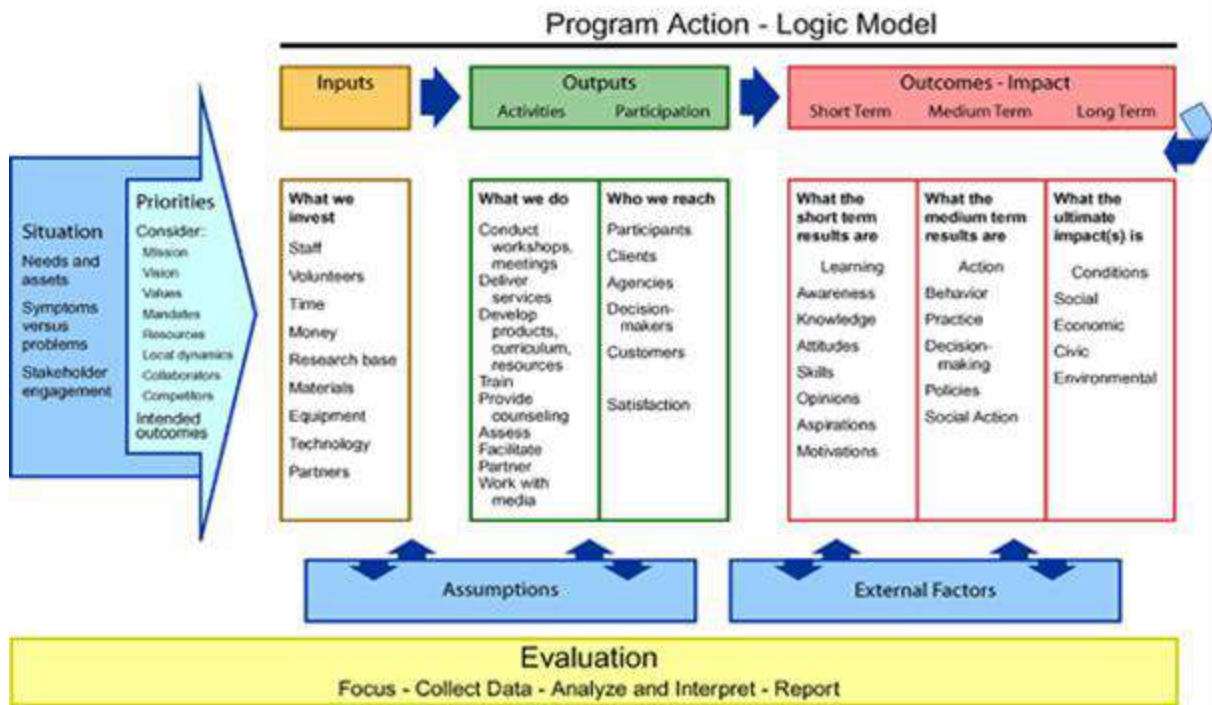 Program Action - Logic Model
Inputs
Outputs
Activities Participation
Outcomes - Impact
Short Term Medium Term Long Term
Situation
Needs and
assets
Symptoms
versus
problems
Stakeholder
engagement
Priorities
Consider:
Mission
Vision
Values
Mandates
Resources
Local dynamics
Collaborators
Competitors
Intended
outcomes
What we
invest
Staff
Volunteers
Time
Money
Research base
Materials
Equipment
Technology
Partners
What we do
Conduct
workshops,
meetings
Deliver
services
Develop
products,
curriculum,
resources
Train
Provide
counseling
Assess
Facilitate
Partner
Work with
media
Who we reach
Participants
Clients
Agencies
Decision-
makers
Customers
Satisfaction
What the
short term
results are
Learning
Awareness
Knowledge
Attitudes
Skills
Opinions
Aspirations
Motivations
What the
medium term
results are
Action
Behavior
Practice
Decision-
making
Policies
Social Action
What the
ultimate
impact(s) is
Conditions
Social
Economic
Civic
Environmental
Assumptions
External Factors
Evaluation
Focus - Collect Data - Analyze and Interpret - Report